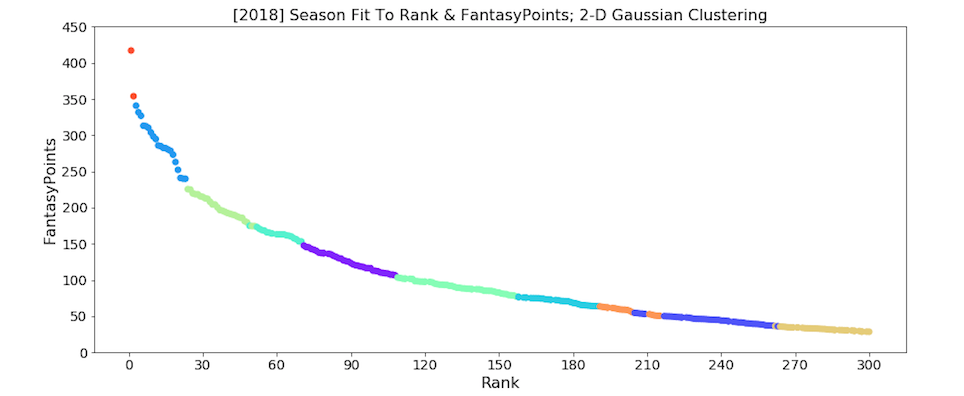 [2018] Season Fit To Rank & FantasyPoints; 2-D Gaussian Clustering
450
400
350
300
250
200
150
100
50
0
FantasyPoints
0 30 60 90 120 150 180 210 240 270 300
Rank